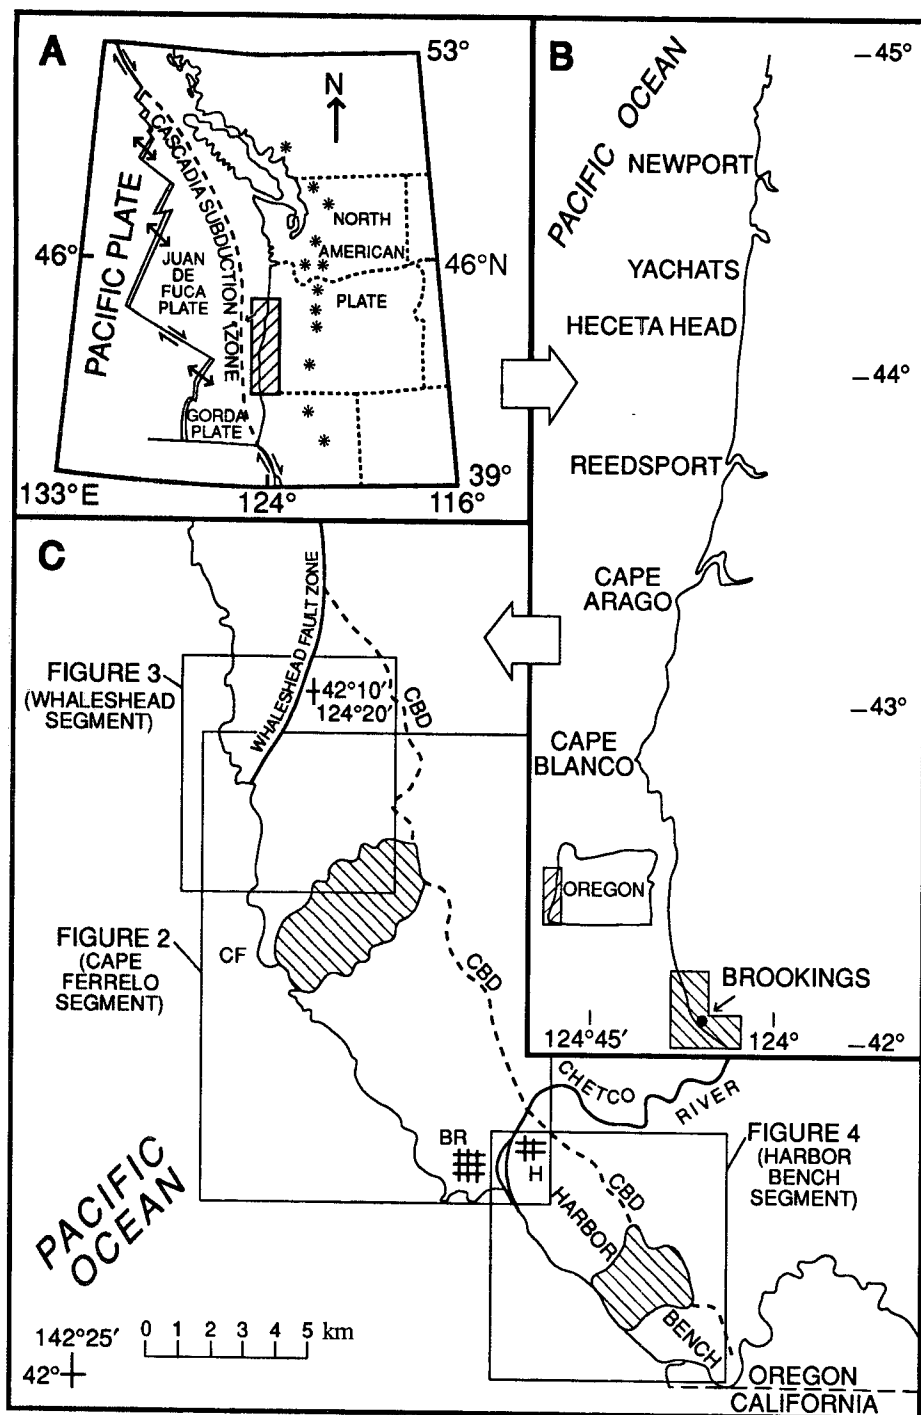 A
53°
N
CASCADIA SUBDUCTION ZONE
PACIFIC PLATE
NORTH
AMERICAN
PLATE
46°
46°N
JUAN
DE
FUCA
PLATE
GORDA
PLATE
133°E
124°
39°
116°
B
PACIFIC OCEAN
45°
NEWPORT
YACHATS
HECETA HEAD
44°
REEDSPORT
CAPE
ARAGO
43°
CAPE
BLANCO
OREGON
BROOKINGS
124°45′
124°
42°
C
WHALESHEAD FAULT ZONE
FIGURE 3
(WHALESHEAD
SEGMENT)
42°10′
124°20′
CBD
FIGURE 2
(CAPE
FERRELO
SEGMENT)
CF
CBD
CHETCO
RIVER
BR
H
FIGURE 4
(HARBOR
BENCH
SEGMENT)
CBD
HARBOR
BENCH
PACIFIC
OCEAN
142°25′
42°
0 1 2 3 4 5 km
OREGON
CALIFORNIA